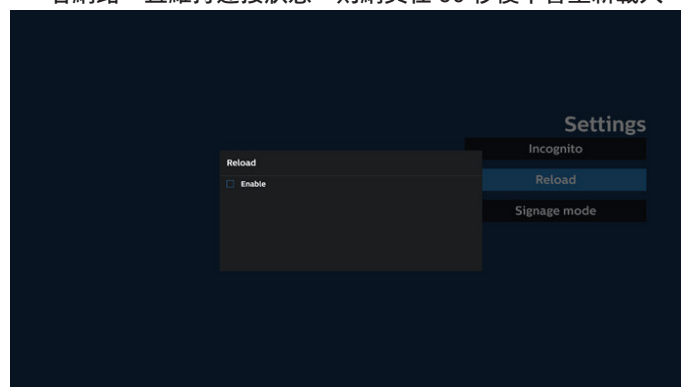 Settings
Incognito
Reload
Reload
Enable
Signage mode